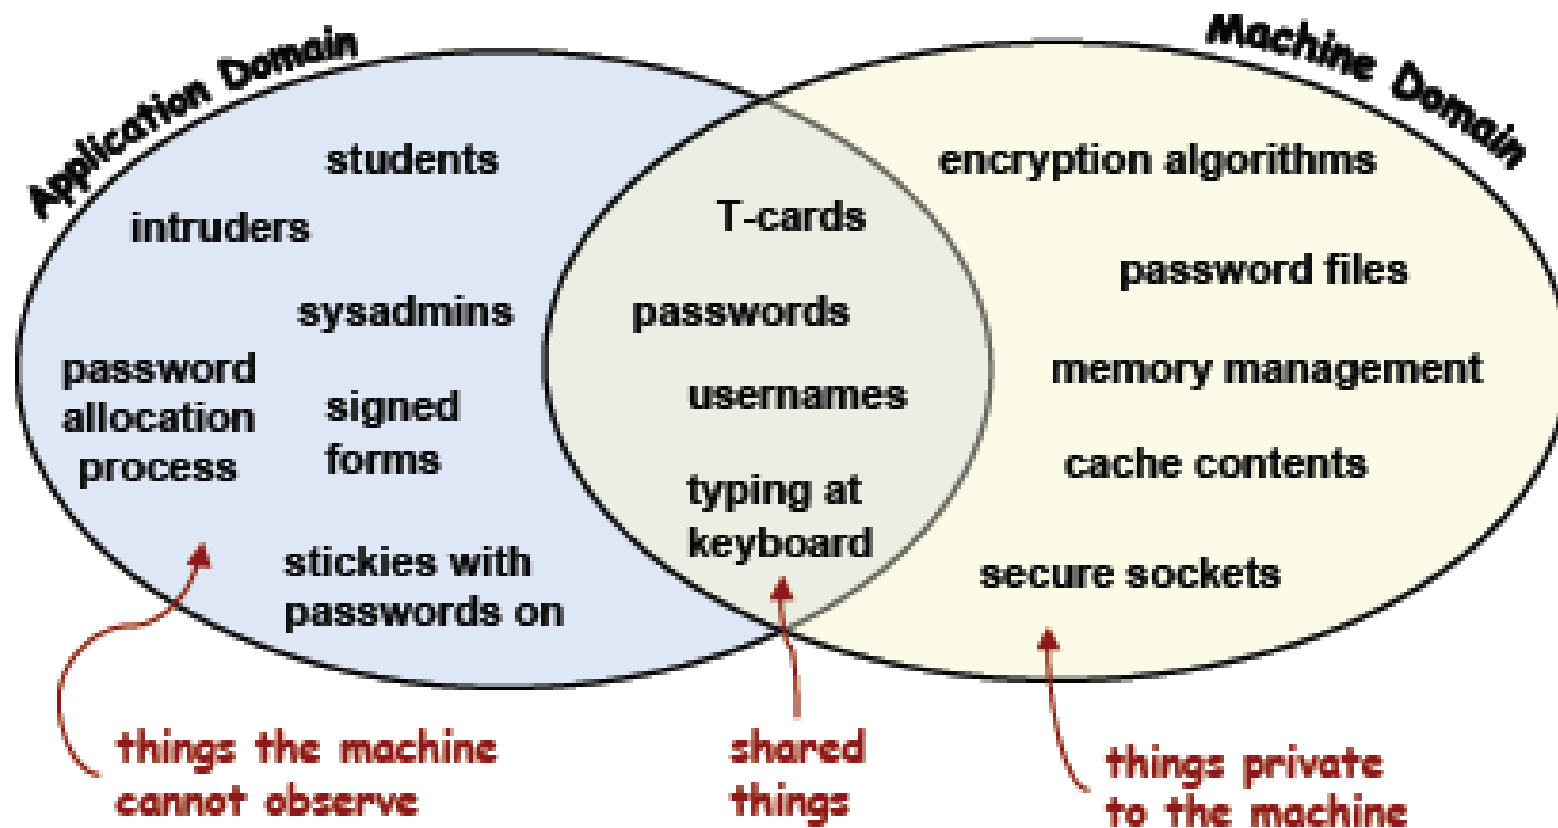 Application Domain
Machine Domain
students
intruders
sysadmins
password
allocation
process
signed
forms
stickies with
passwords on
T-cards
passwords
usernames
typing at
keyboard
encryption algorithms
password files
memory management
cache contents
secure sockets
things the machine
cannot observe
shared
things
things private
to the machine